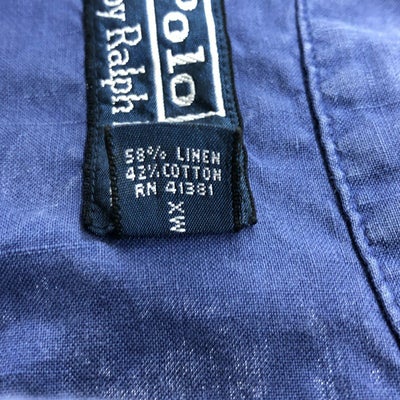 Polo
by Ralph
58% LINEN
42% COTTON
RN 41381
XM